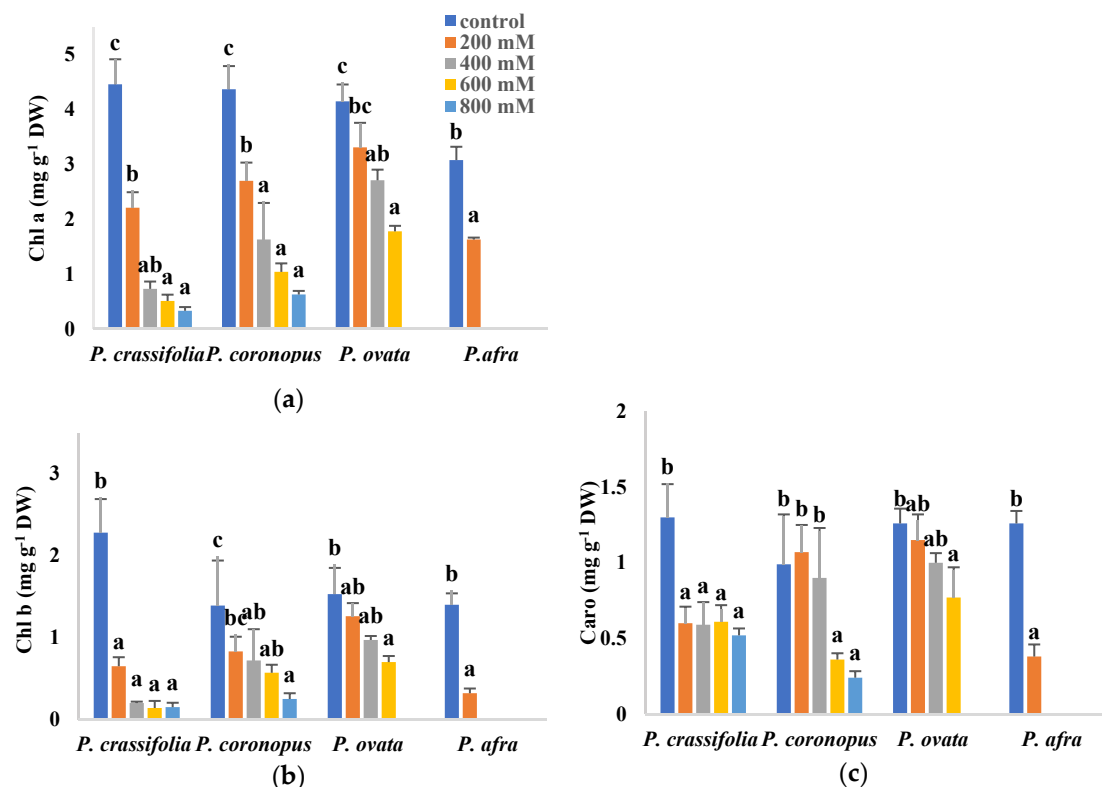 control
200 mM
400 mM
600 mM
800 mM
Chl a (mg g⁻¹ DW)
5
4
3
2
1
0
c b ab a a
c b a a a
c bc ab a
b a
P. crassifolia P. coronopus P. ovata P.afra
(a)
Chl b (mg g⁻¹ DW)
3
2
1
0
b a a a a
c bc ab ab a
b ab ab a
b a
P. crassifolia P. coronopus P. ovata P. afra
(b)
Caro (mg g⁻¹ DW)
2
1.5
1
0.5
0
b a a a a
b b b a a
b ab ab a
b a
P. crassifolia P. coronopus P. ovata P. afra
(c)